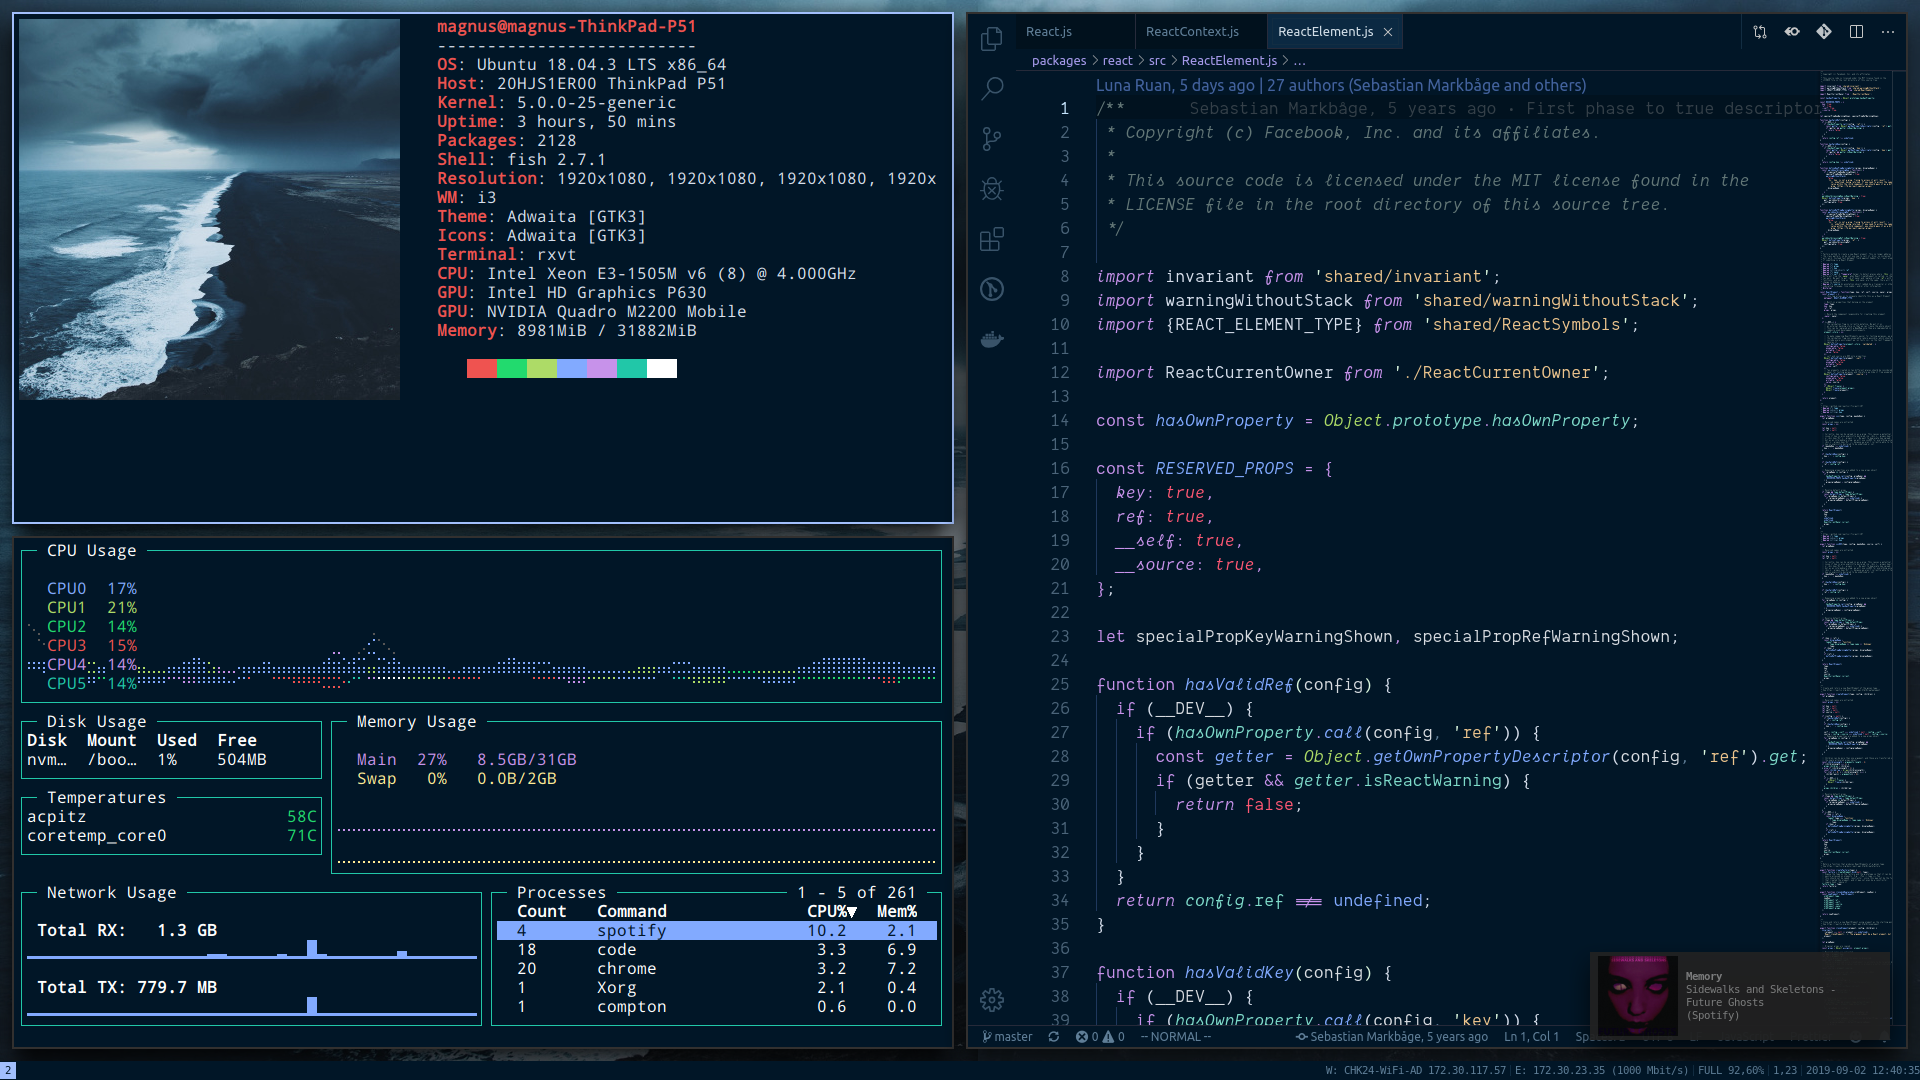 magnus@magnus-ThinkPad-P51
--------------------------
OS: Ubuntu 18.04.3 LTS x86_64
Host: 20HJS1ER00 ThinkPad P51
Kernel: 5.0.0-25-generic
Uptime: 3 hours, 50 mins
Packages: 2128
Shell: fish 2.7.1
Resolution: 1920x1080, 1920x1080, 1920x1080, 1920x
WM: i3
Theme: Adwaita [GTK3]
Icons: Adwaita [GTK3]
Terminal: rxvt
CPU: Intel Xeon E3-1505M v6 (8) @ 4.000GHz
GPU: Intel HD Graphics P630
GPU: NVIDIA Quadro M2200 Mobile
Memory: 8981MiB / 31882MiB
CPU Usage
CPU0 17%
CPU1 21%
CPU2 14%
CPU3 15%
CPU4 14%
CPU5 14%
Disk Usage
Disk Mount Used Free
nvm… /boo… 1% 504MB
Temperatures
acpitz 58C
coretemp_core0 71C
Memory Usage
Main 27% 8.5GB/31GB
Swap 0% 0.0B/2GB
Network Usage
Total RX: 1.3 GB
Total TX: 779.7 MB
Processes 1 - 5 of 261
Count Command CPU%▼ Mem%
4 spotify 10.2 2.1
18 code 3.3 6.9
20 chrome 3.2 7.2
1 Xorg 2.1 0.4
1 compton 0.6 0.0
React.js ReactContext.js ReactElement.js
packages > react > src > ReactElement.js > ...
Luna Ruan, 5 days ago | 27 authors (Sebastian Markbåge and others)
1 /** Sebastian Markbåge, 5 years ago · First phase to true descriptor
2 * Copyright (c) Facebook, Inc. and its affiliates.
3 *
4 * This source code is licensed under the MIT license found in the
5 * LICENSE file in the root directory of this source tree.
6 */
7
8 import invariant from 'shared/invariant';
9 import warningWithoutStack from 'shared/warningWithoutStack';
10 import {REACT_ELEMENT_TYPE} from 'shared/ReactSymbols';
11
12 import ReactCurrentOwner from './ReactCurrentOwner';
13
14 const hasOwnProperty = Object.prototype.hasOwnProperty;
15
16 const RESERVED_PROPS = {
17 key: true,
18 ref: true,
19 __self: true,
20 __source: true,
21 };
22
23 let specialPropKeyWarningShown, specialPropRefWarningShown;
24
25 function hasValidRef(config) {
26 if (__DEV__) {
27 if (hasOwnProperty.call(config, 'ref')) {
28 const getter = Object.getOwnPropertyDescriptor(config, 'ref').get;
29 if (getter && getter.isReactWarning) {
30 return false;
31 }
32 }
33 }
34 return config.ref !== undefined;
35 }
36
37 function hasValidKey(config) {
38 if (__DEV__) {
39 if (hasOwnProperty.call(config, 'key')) {
Memory
Sidewalks and Skeletons -
Future Ghosts
(Spotify)
master 0 0 -- NORMAL -- Sebastian Markbåge, 5 years ago Ln 1, Col 1
2 W: CHK24-WiFi-AD 172.30.117.57 | E: 172.30.23.35 (1000 Mbit/s) | FULL 92,60% | 1,23 | 2019-09-02 12:40:35